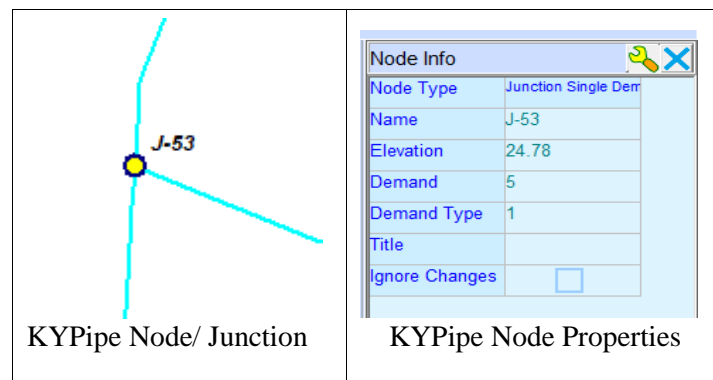 J-53
KYPipe Node/ Junction
Node Info
Node Type Junction Single Dem
Name J-53
Elevation 24.78
Demand 5
Demand Type 1
Title
Ignore Changes
KYPipe Node Properties